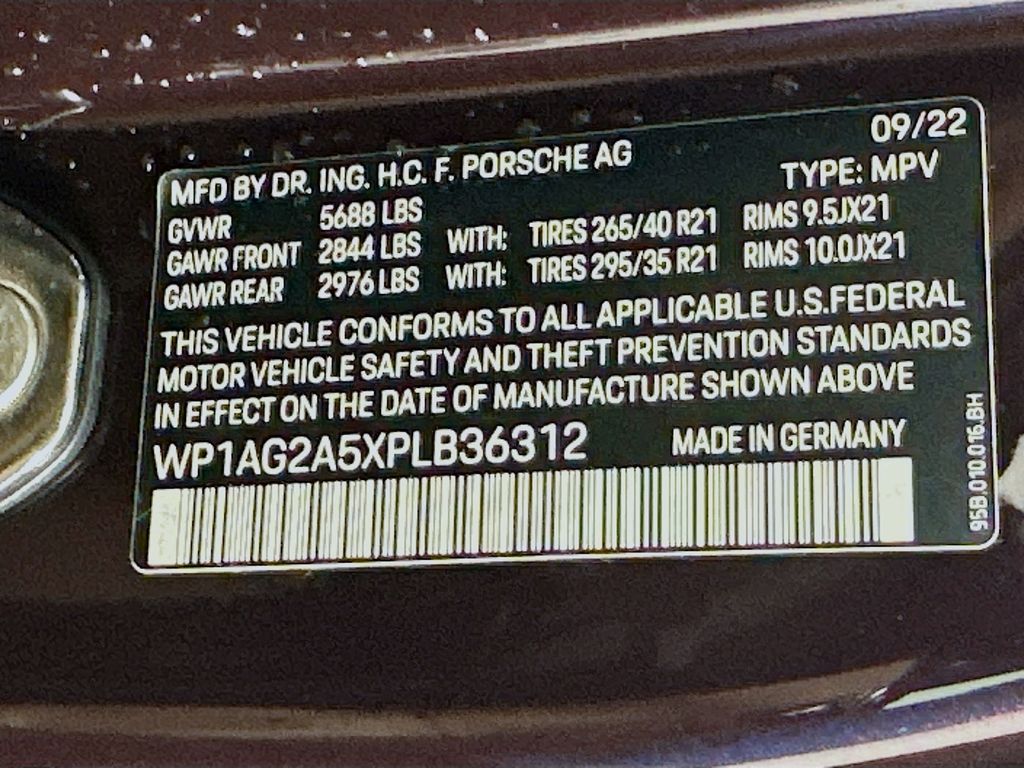 09/22
MFD BY DR. ING. H.C. F. PORSCHE AG
TYPE: MPV
GVWR 5688 LBS
GAWR FRONT 2844 LBS WITH: TIRES 265/40 R21 RIMS 9.5JX21
GAWR REAR 2976 LBS WITH: TIRES 295/35 R21 RIMS 10.0JX21
THIS VEHICLE CONFORMS TO ALL APPLICABLE U.S.FEDERAL
MOTOR VEHICLE SAFETY AND THEFT PREVENTION STANDARDS
IN EFFECT ON THE DATE OF MANUFACTURE SHOWN ABOVE
WP1AG2A5XPLB36312 MADE IN GERMANY
95B.010.016.BH